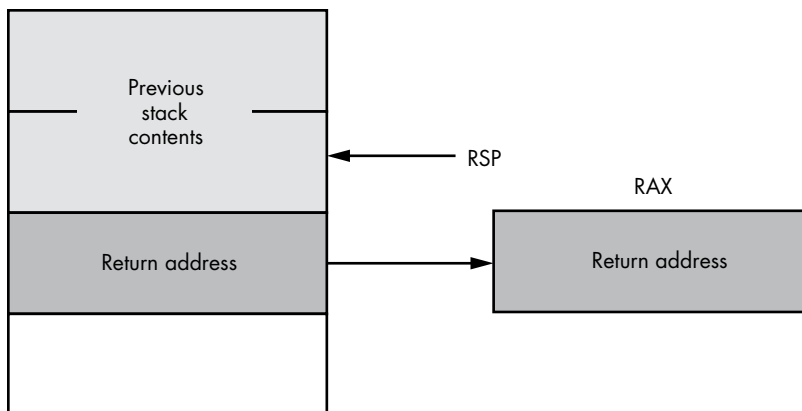 Previous
stack
contents
RSP
RAX
Return address
Return address